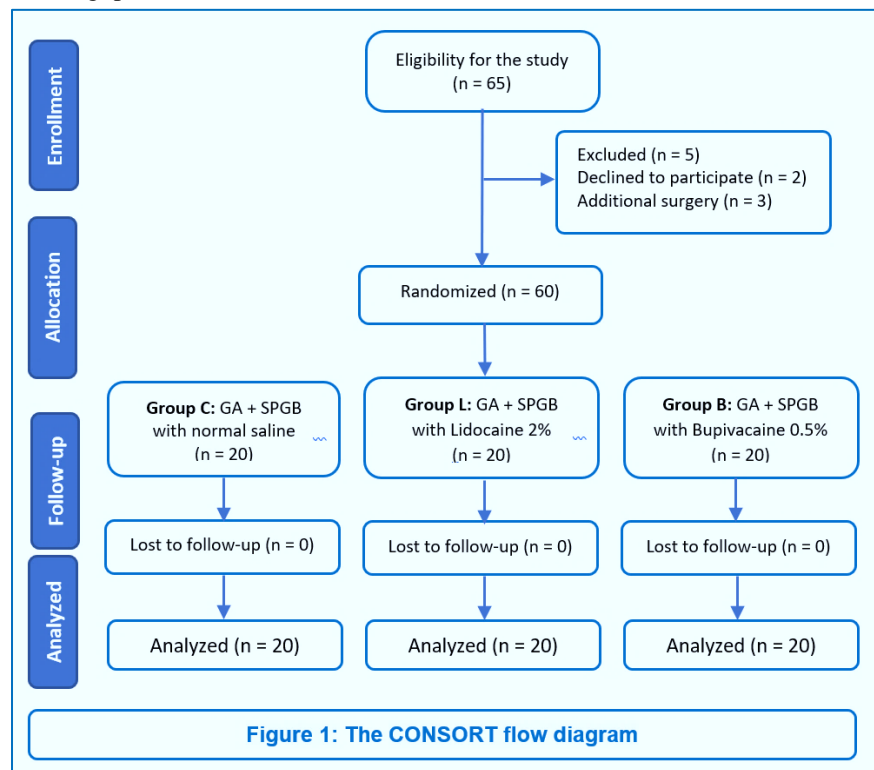 Enrollment
Eligibility for the study
(n = 65)
Excluded (n = 5)
Declined to participate (n = 2)
Additional surgery (n = 3)
Allocation
Randomized (n = 60)
Group C: GA + SPGB
with normal saline
(n = 20)
Group L: GA + SPGB
with Lidocaine 2%
(n = 20)
Group B: GA + SPGB
with Bupivacaine 0.5%
(n = 20)
Follow-up
Lost to follow-up (n = 0)
Lost to follow-up (n = 0)
Lost to follow-up (n = 0)
Analyzed
Analyzed (n = 20)
Analyzed (n = 20)
Analyzed (n = 20)
Figure 1: The CONSORT flow diagram